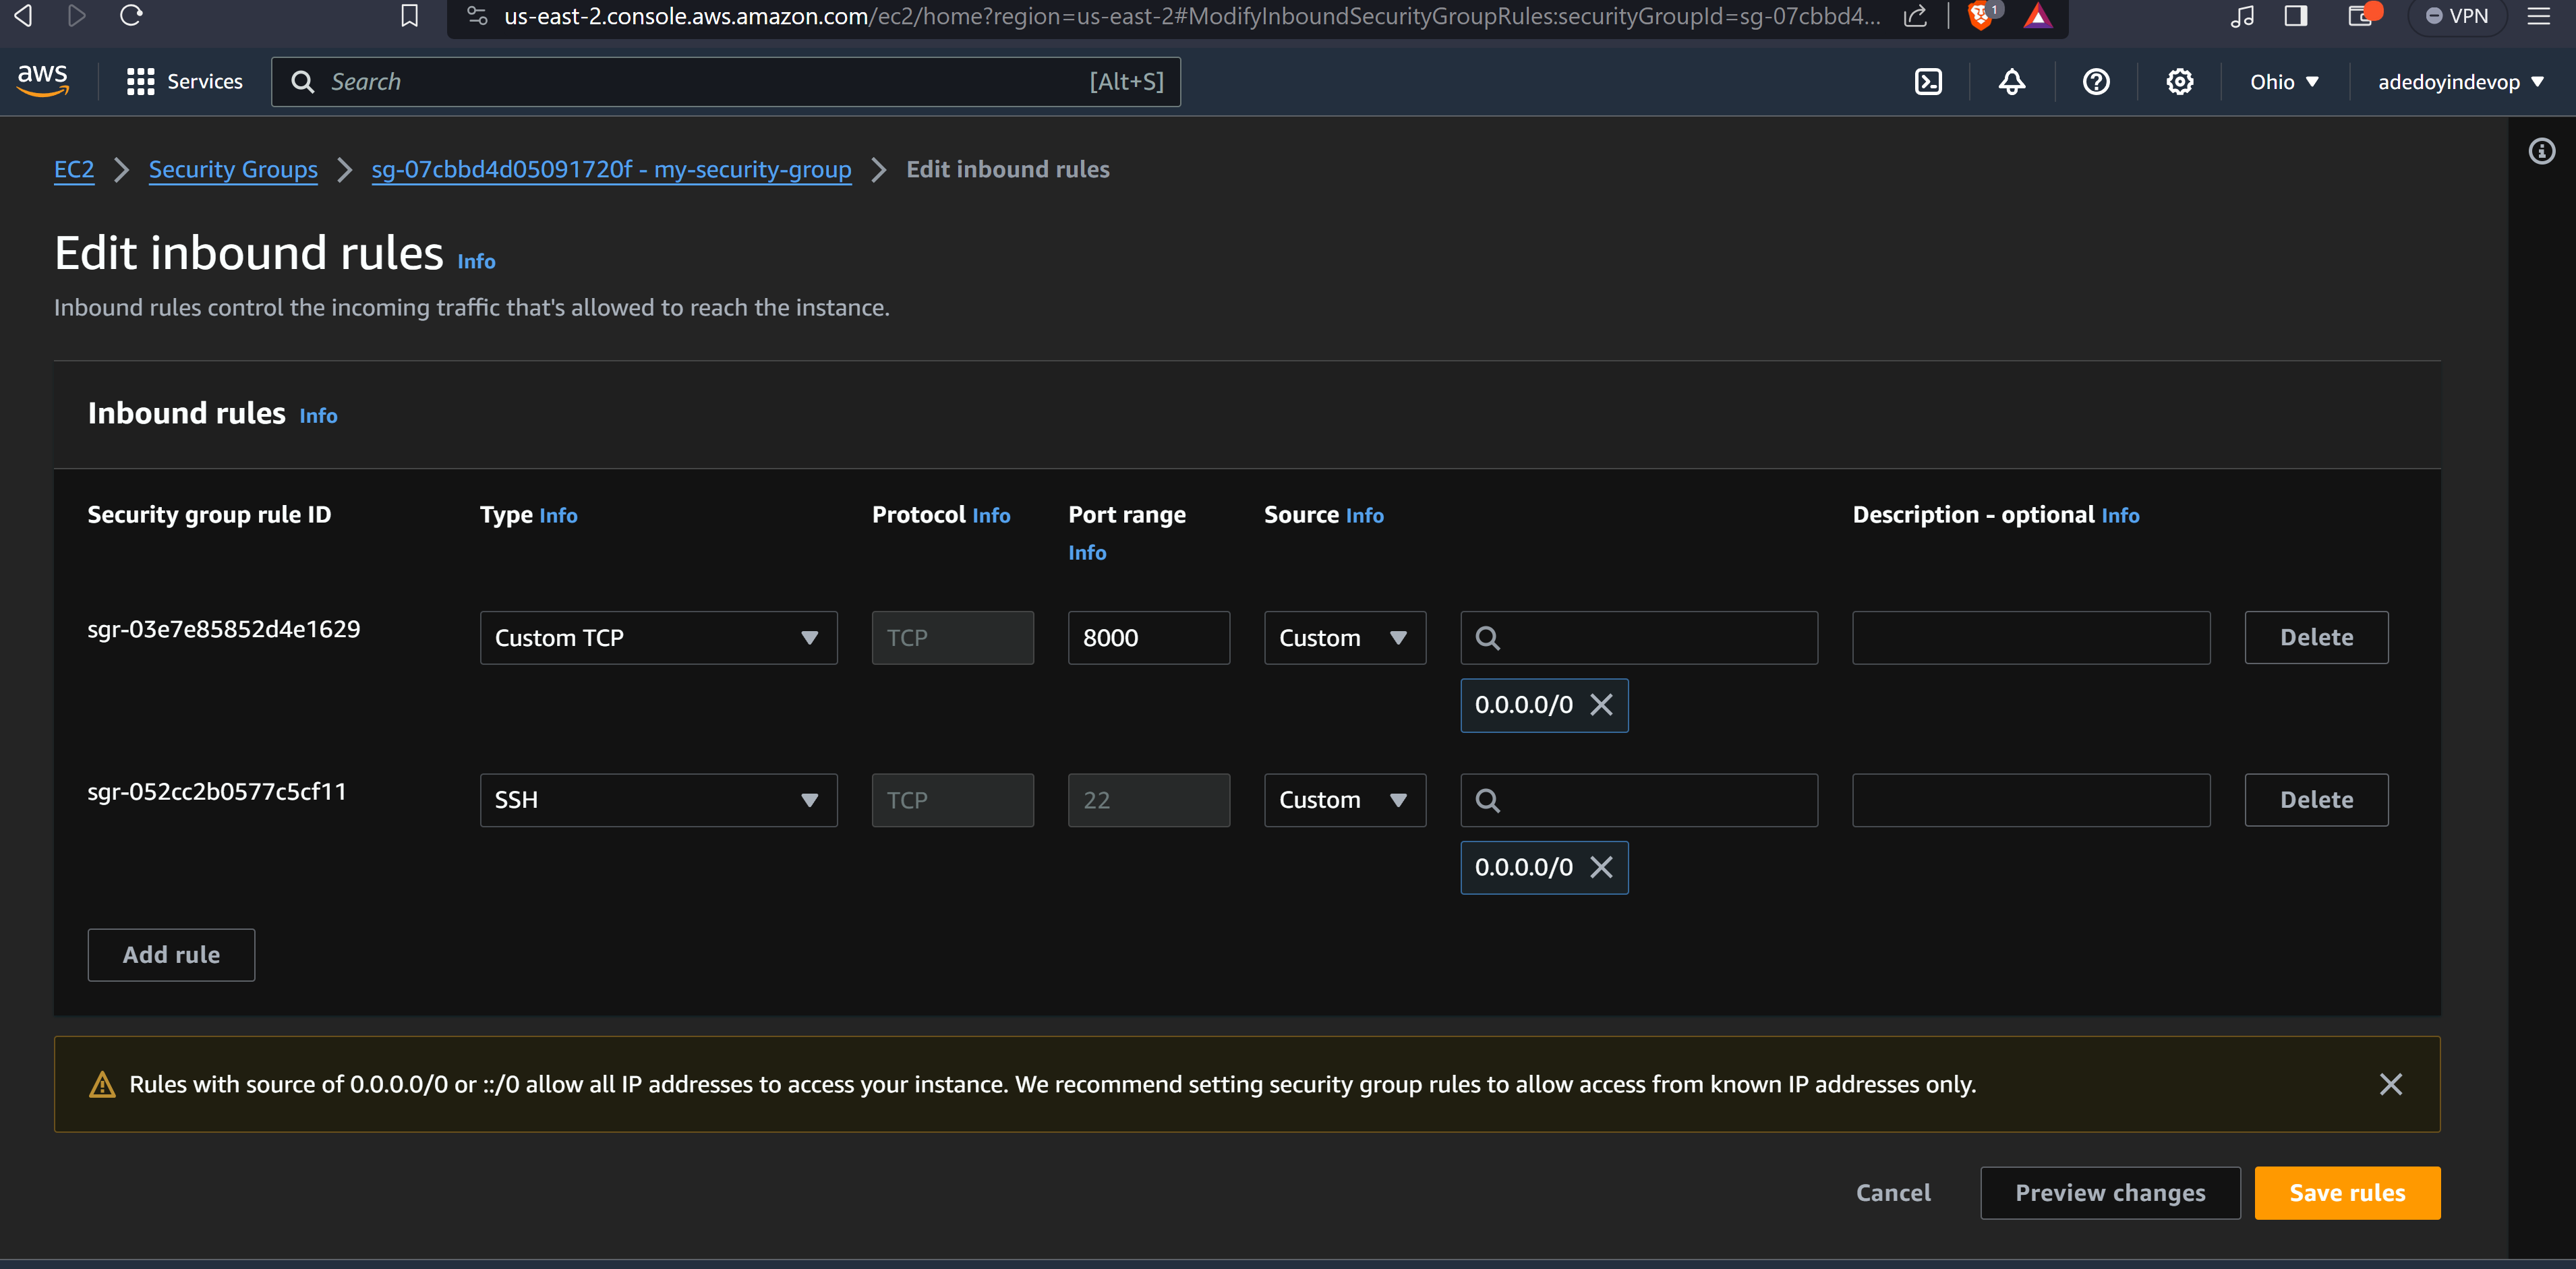 us-east-2.console.aws.amazon.com/ec2/home?region=us-east-2#ModifyInboundSecurityGroupRules:securityGroupId=sg-07cbbd4... 1 VPN
aws Services Search [Alt+S] Ohio adedoyindevop
EC2 Security Groups sg-07cbbd4d05091720f - my-security-group Edit inbound rules
Edit inbound rules Info
Inbound rules control the incoming traffic that's allowed to reach the instance.
Inbound rules Info
Security group rule ID Type Info Protocol Info Port range Info Source Info Description - optional Info
sgr-03e7e85852d4e1629 Custom TCP TCP 8000 Custom Delete
0.0.0.0/0
sgr-052cc2b0577c5cf11 SSH TCP 22 Custom Delete
0.0.0.0/0
Add rule
Rules with source of 0.0.0.0/0 or ::/0 allow all IP addresses to access your instance. We recommend setting security group rules to allow access from known IP addresses only.
Cancel Preview changes Save rules